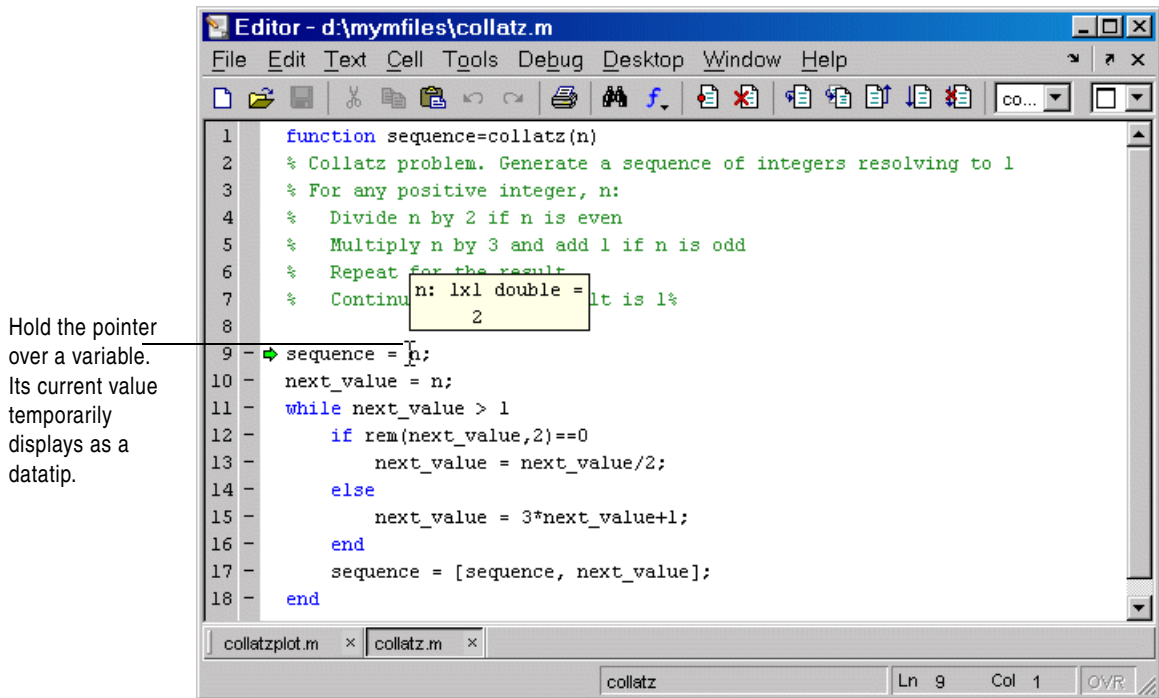 Editor - d:\mymfiles\collatz.m
File Edit Text Cell Tools Debug Desktop Window Help
co...
1 function sequence=collatz(n)
2 % Collatz problem. Generate a sequence of integers resolving to 1
3 % For any positive integer, n:
4 % Divide n by 2 if n is even
5 % Multiply n by 3 and add 1 if n is odd
6 % Repeat for the result
n: 1x1 double =
2
7 % Continu lt is 1%
8
9 - sequence = n;
10 - next_value = n;
11 - while next_value > 1
12 - if rem(next_value,2)==0
13 - next_value = next_value/2;
14 - else
15 - next_value = 3*next_value+1;
16 - end
17 - sequence = [sequence, next_value];
18 - end
collatzplot.m × collatz.m ×
collatz Ln 9 Col 1 OVR
Hold the pointer
over a variable.
Its current value
temporarily
displays as a
datatip.